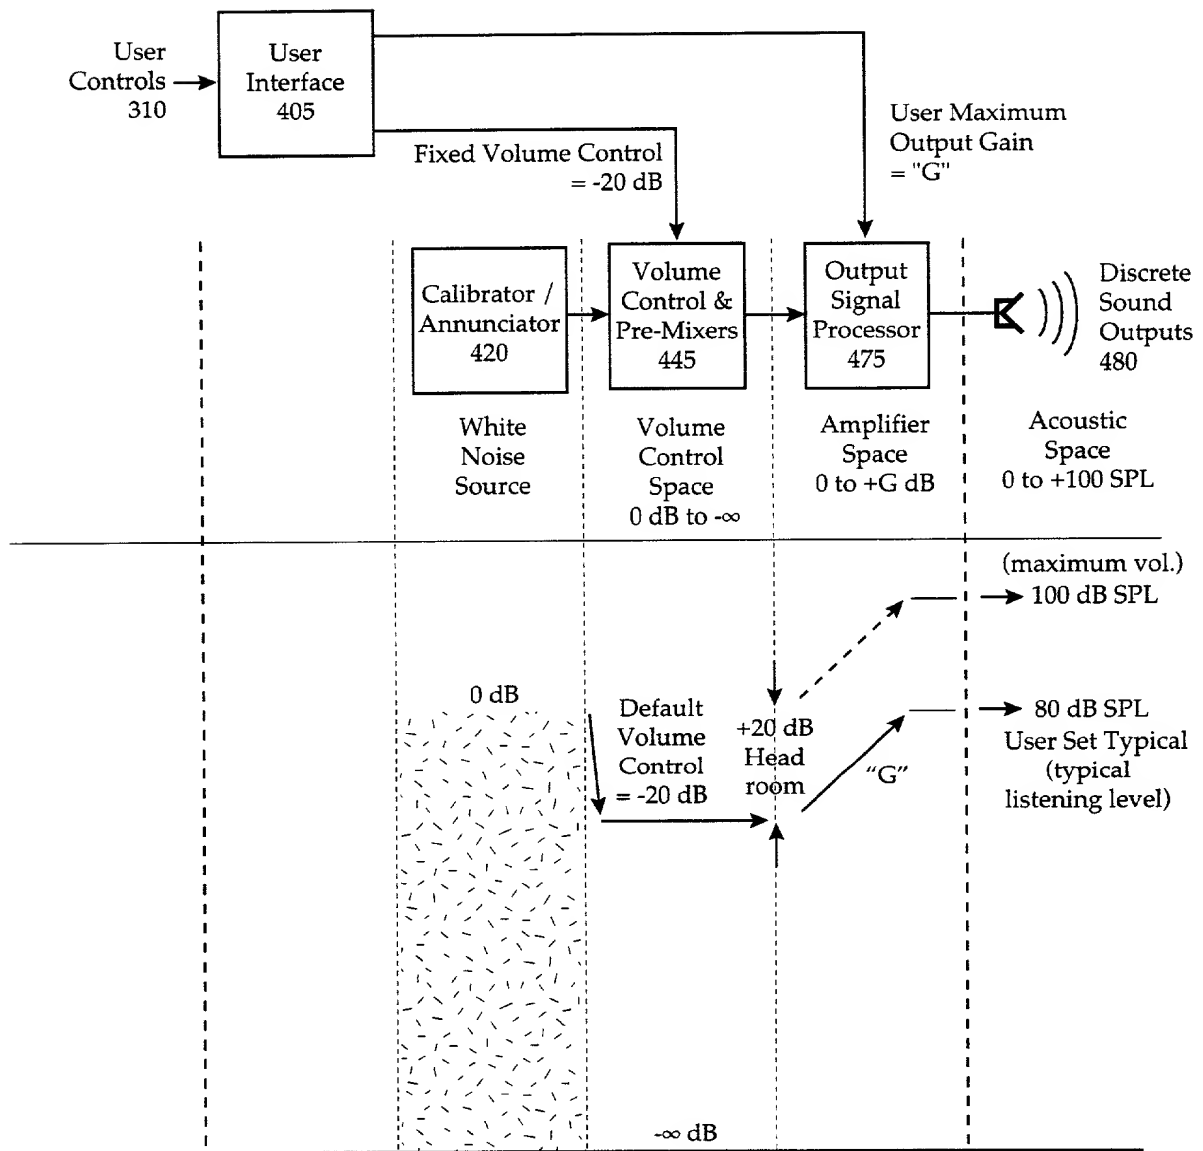 User
Controls
310
User
Interface
405
Fixed Volume Control
= -20 dB
User Maximum
Output Gain
= "G"
Calibrator /
Annunciator
420
Volume
Control &
Pre-Mixers
445
Output
Signal
Processor
475
Discrete
Sound
Outputs
480
White
Noise
Source
Volume
Control
Space
0 dB to -∞
Amplifier
Space
0 to +G dB
Acoustic
Space
0 to +100 SPL
(maximum vol.)
100 dB SPL
0 dB
Default
Volume
Control
= -20 dB
+20 dB
Head
room
“G”
80 dB SPL
User Set Typical
(typical
listening level)
-∞ dB